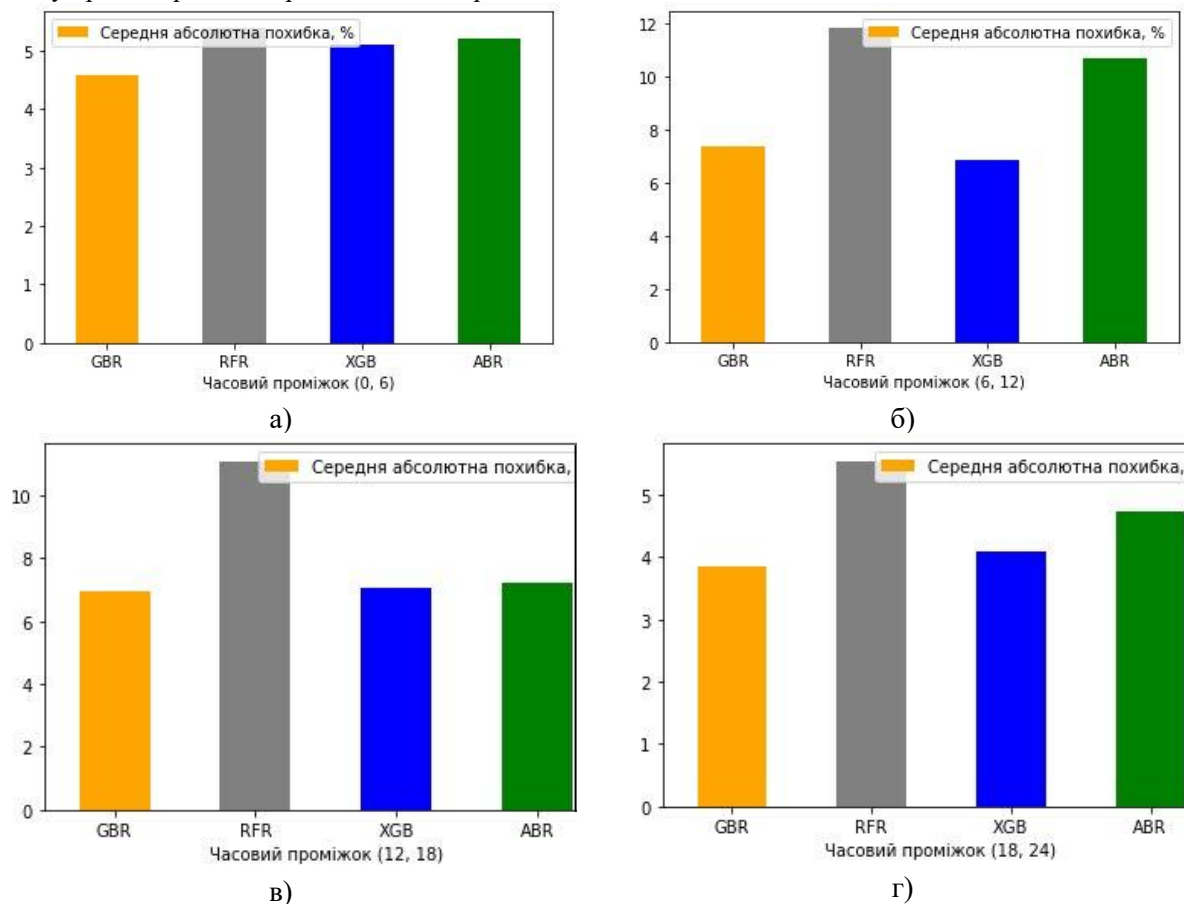 Середня абсолютна похибка, %
5
4
3
2
1
0
GBR RFR XGB ABR
Часовий проміжок (0, 6)
а)
Середня абсолютна похибка, %
12
10
8
6
4
2
0
GBR RFR XGB ABR
Часовий проміжок (6, 12)
б)
Середня абсолютна похибка,
10
8
6
4
2
0
GBR RFR XGB ABR
Часовий проміжок (12, 18)
в)
Середня абсолютна похибка,
5
4
3
2
1
0
GBR RFR XGB ABR
Часовий проміжок (18, 24)
г)